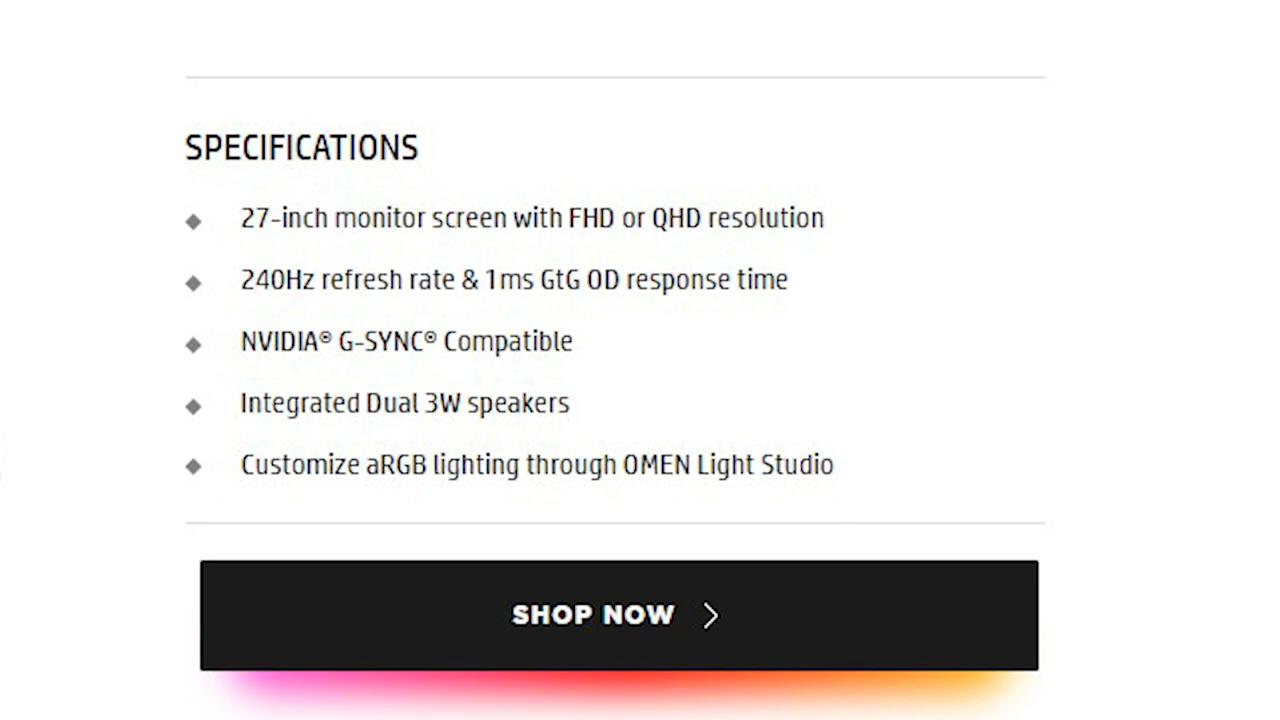 SPECIFICATIONS
27-inch monitor screen with FHD or QHD resolution
240Hz refresh rate & 1ms GtG OD response time
NVIDIA® G-SYNC® Compatible
Integrated Dual 3W speakers
Customize aRGB lighting through OMEN Light Studio
SHOP NOW